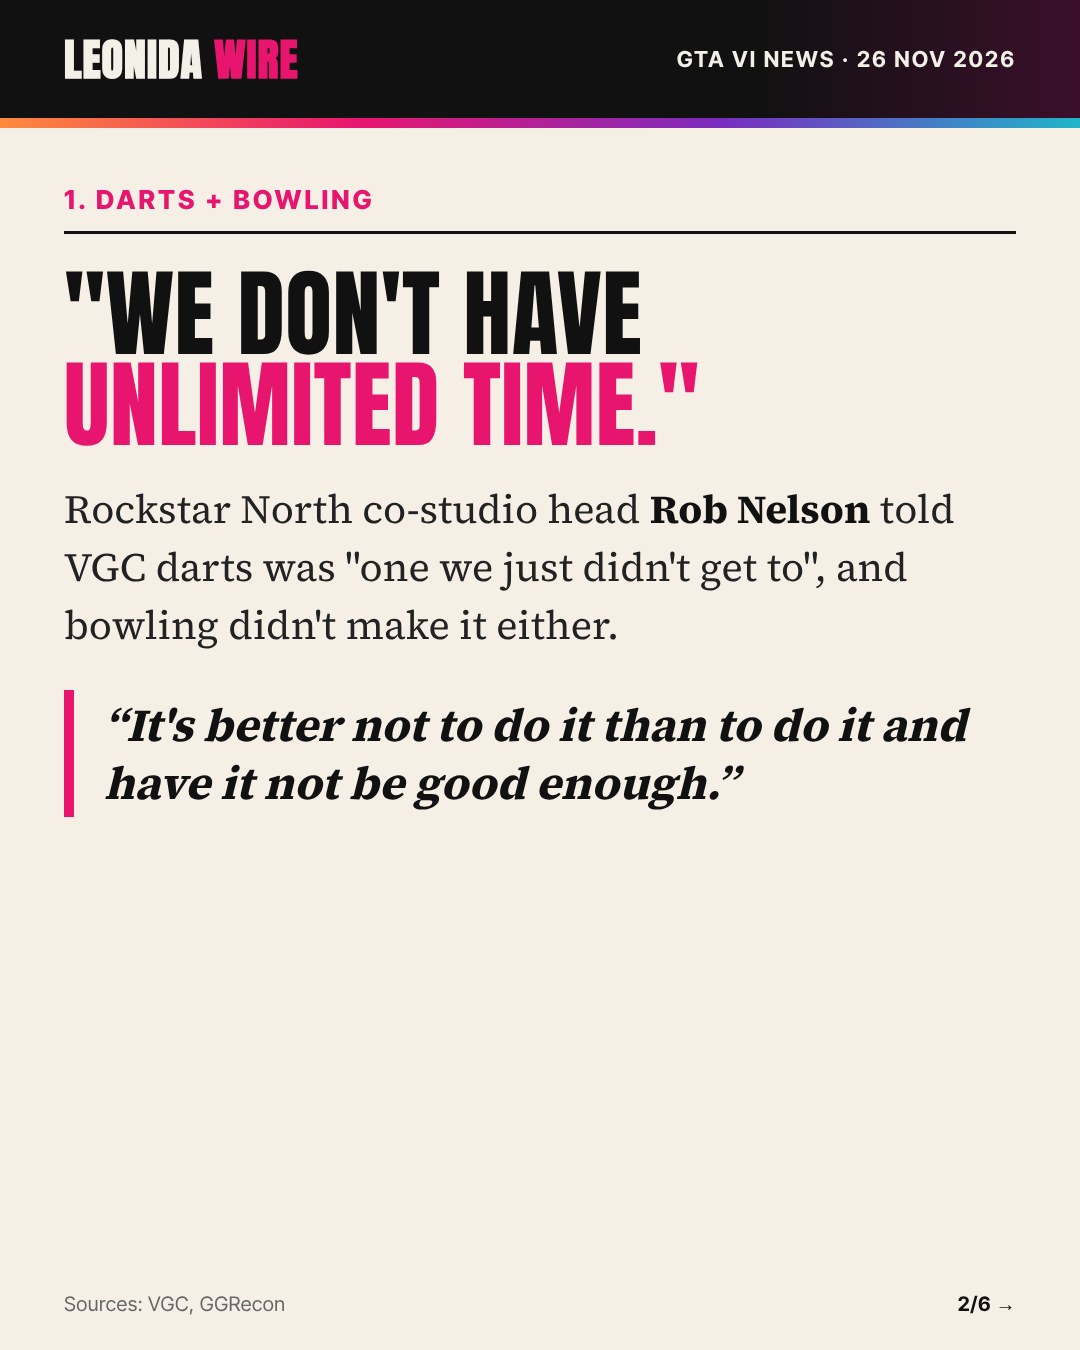 LEONIDA WIRE
GTA VI NEWS · 26 NOV 2026
1. DARTS + BOWLING
"WE DON'T HAVE
UNLIMITED TIME."
Rockstar North co-studio head Rob Nelson told
VGC darts was "one we just didn't get to", and
bowling didn't make it either.
“It's better not to do it than to do it and
have it not be good enough.”
Sources: VGC, GGRecon
2/6 →